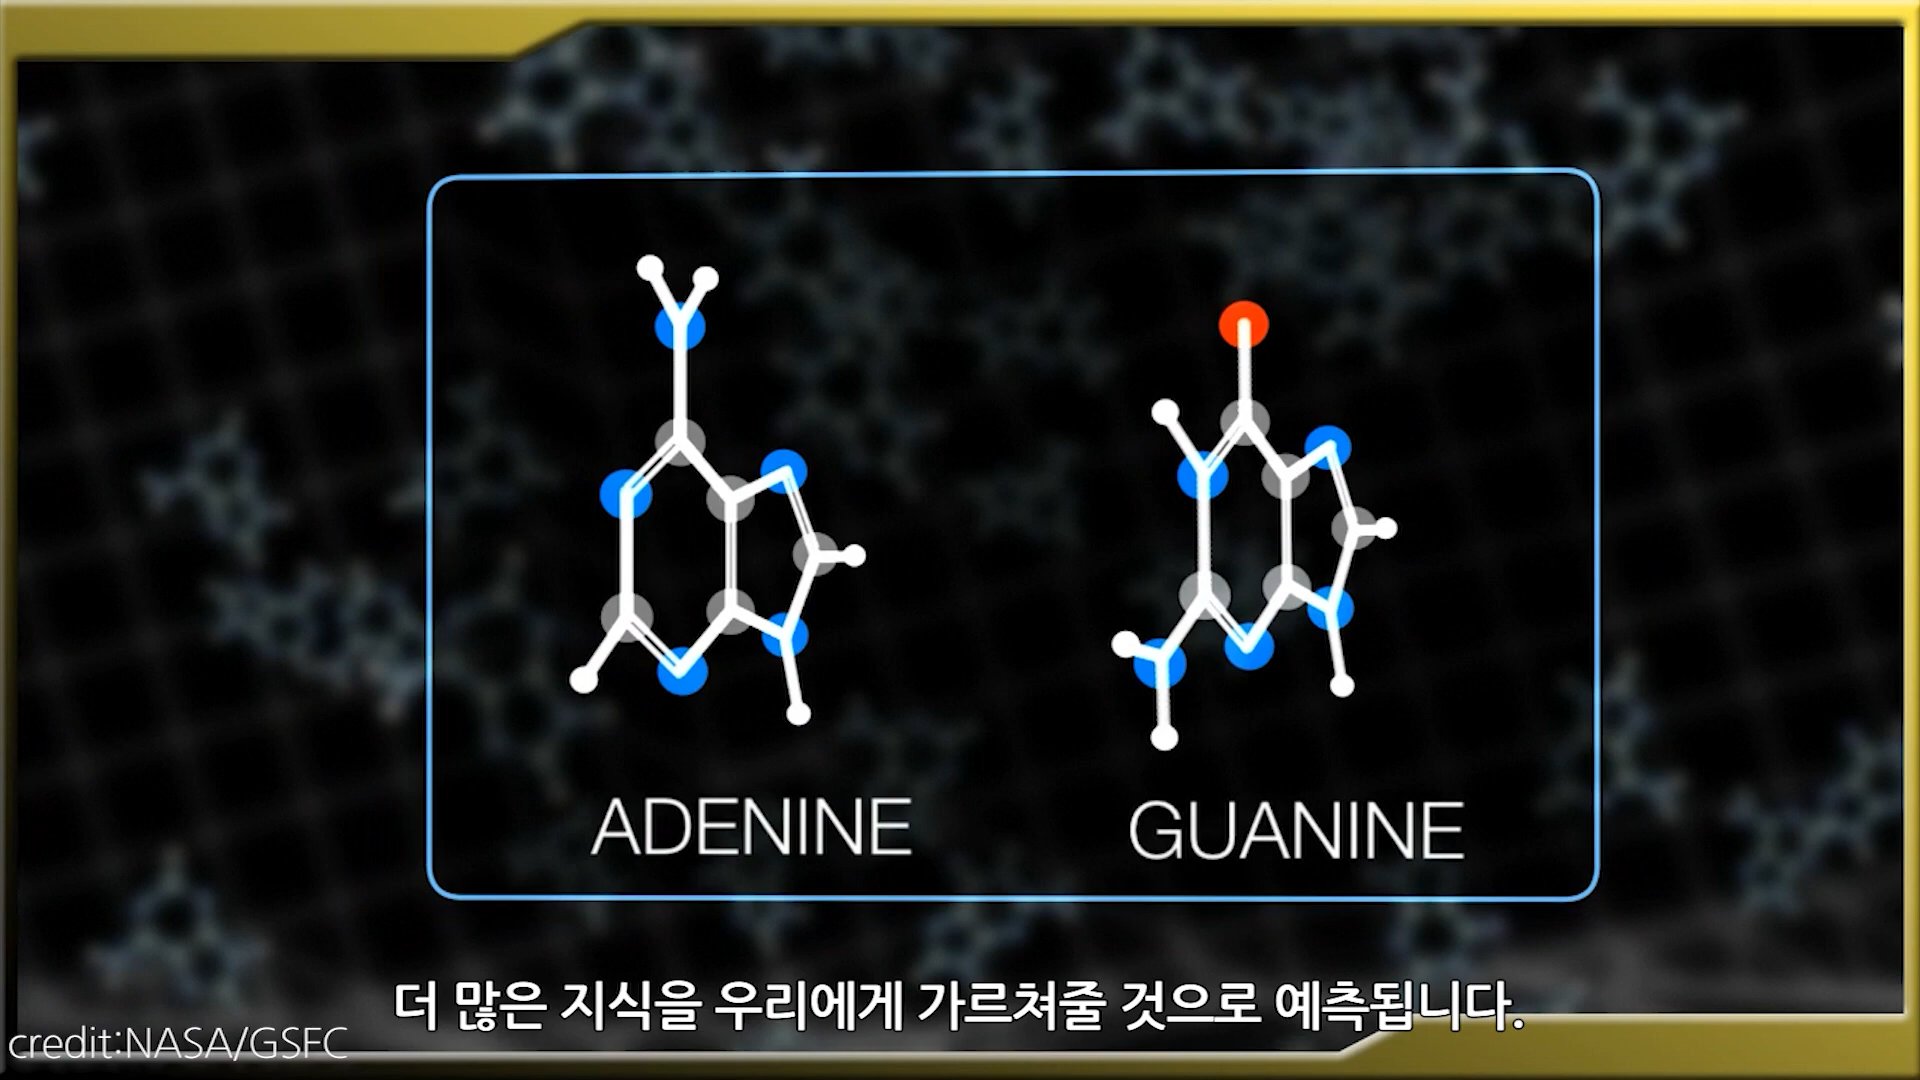 ADENINE
GUANINE
더 많은 지식을 우리에게 가르쳐줄 것으로 예측됩니다.
credit:NASA/GSFC